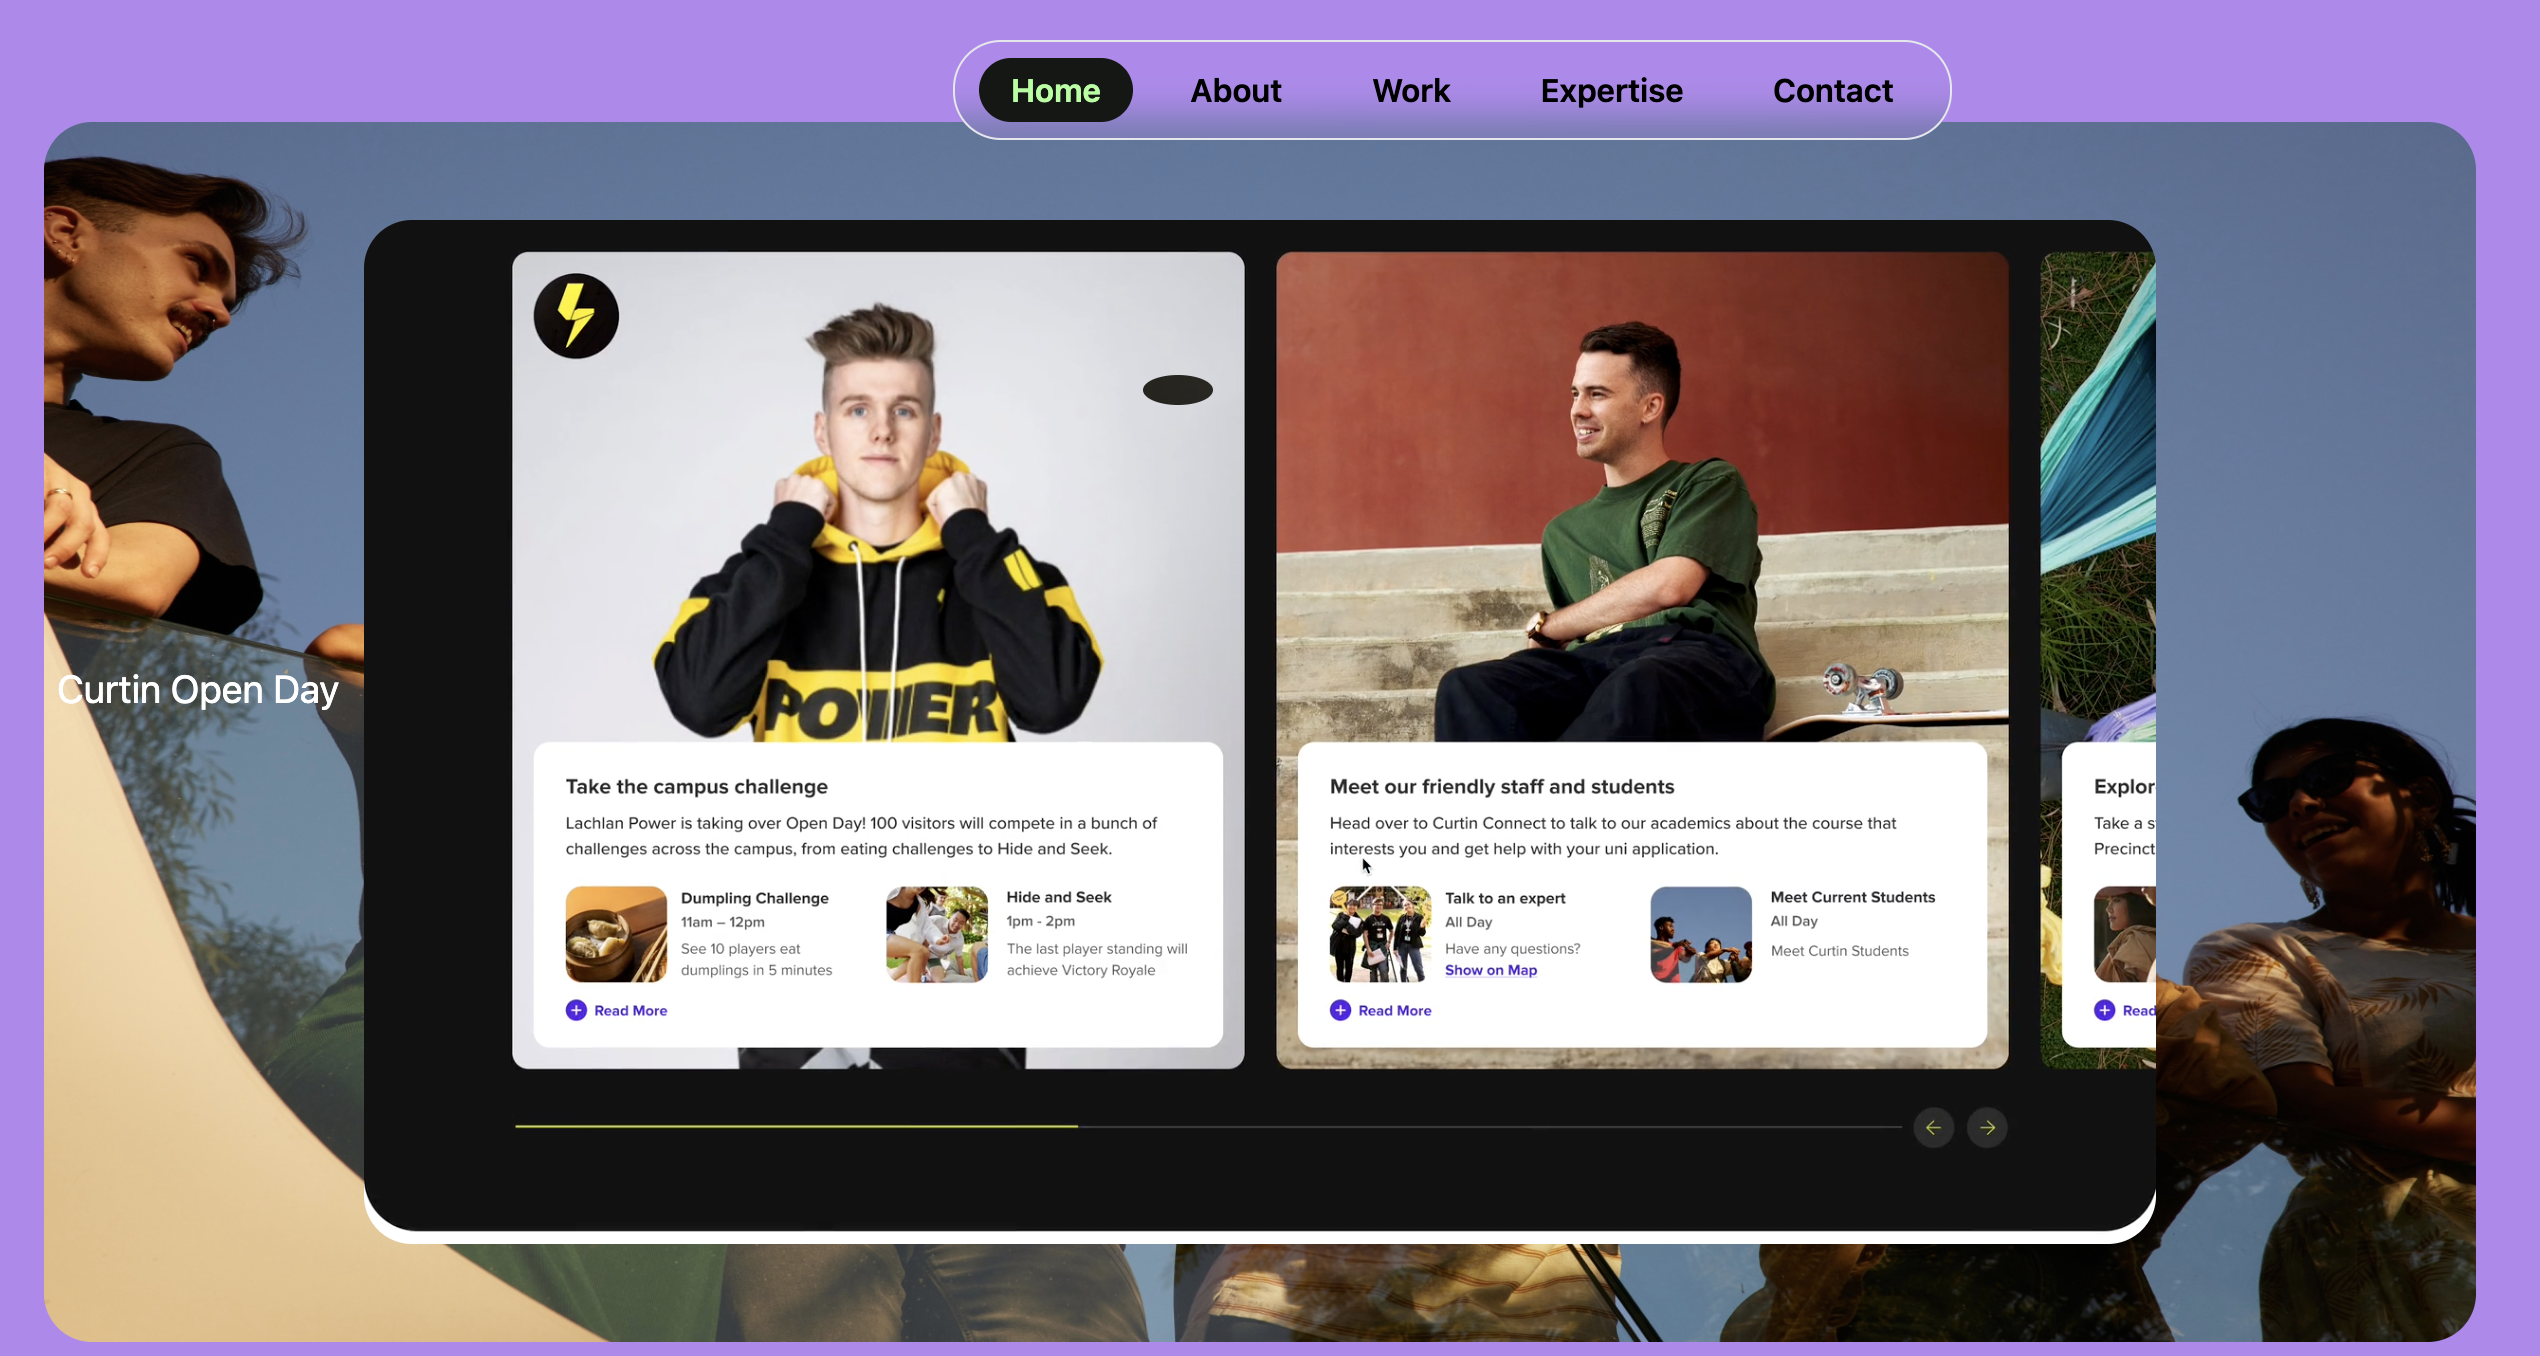 Home
About
Work
Expertise
Contact
Curtin Open Day
POWER
Take the campus challenge
Lachlan Power is taking over Open Day! 100 visitors will compete in a bunch of
challenges across the campus, from eating challenges to Hide and Seek.
Dumpling Challenge
11am – 12pm
See 10 players eat
dumplings in 5 minutes
Hide and Seek
1pm - 2pm
The last player standing will
achieve Victory Royale
Read More
Meet our friendly staff and students
Head over to Curtin Connect to talk to our academics about the course that
interests you and get help with your uni application.
Talk to an expert
All Day
Have any questions?
Show on Map
Meet Current Students
All Day
Meet Curtin Students
Read More
Explor
Take a s
Precinct
Read